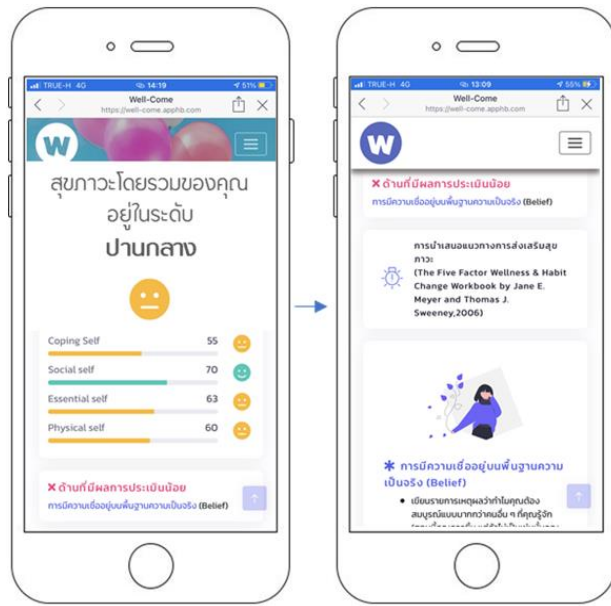 TRUE-H 4G 14:19 51%
Well-Come
https://well-come.apphb.com
W
สุขภาวะโดยรวมของคุณ
อยู่ในระดับ
ปานกลาง
Coping Self 55
Social self 70
Essential self 63
Physical self 60
ด้านที่มีผลการประเมินน้อย
การมีความเชื่ออยู่บนพื้นฐานความเป็นจริง (Belief)
TRUE-H 4G 13:09 55%
Well-Come
https://well-come.apphb.com
W
ด้านที่มีผลการประเมินน้อย
การมีความเชื่ออยู่บนพื้นฐานความเป็นจริง (Belief)
การนำเสนอแนวทางการส่งเสริมสุข
ภาวะ
(The Five Factor Wellness & Habit
Change Workbook by Jane E.
Meyer and Thomas J.
Sweeney,2006)
การมีความเชื่ออยู่บนพื้นฐานความ
เป็นจริง (Belief)
เขียนรายการเหตุผลว่าทำไมคุณต้อง
สมบูรณ์แบบมากกว่าคนอื่น ๆ ที่คุณรู้จัก